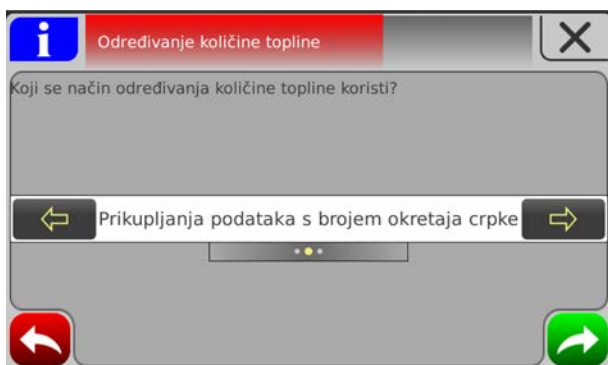 i
Određivanje količine topline
Koji se način određivanja količine topline koristi?
Prikupljanja podataka s brojem okretaja crpke